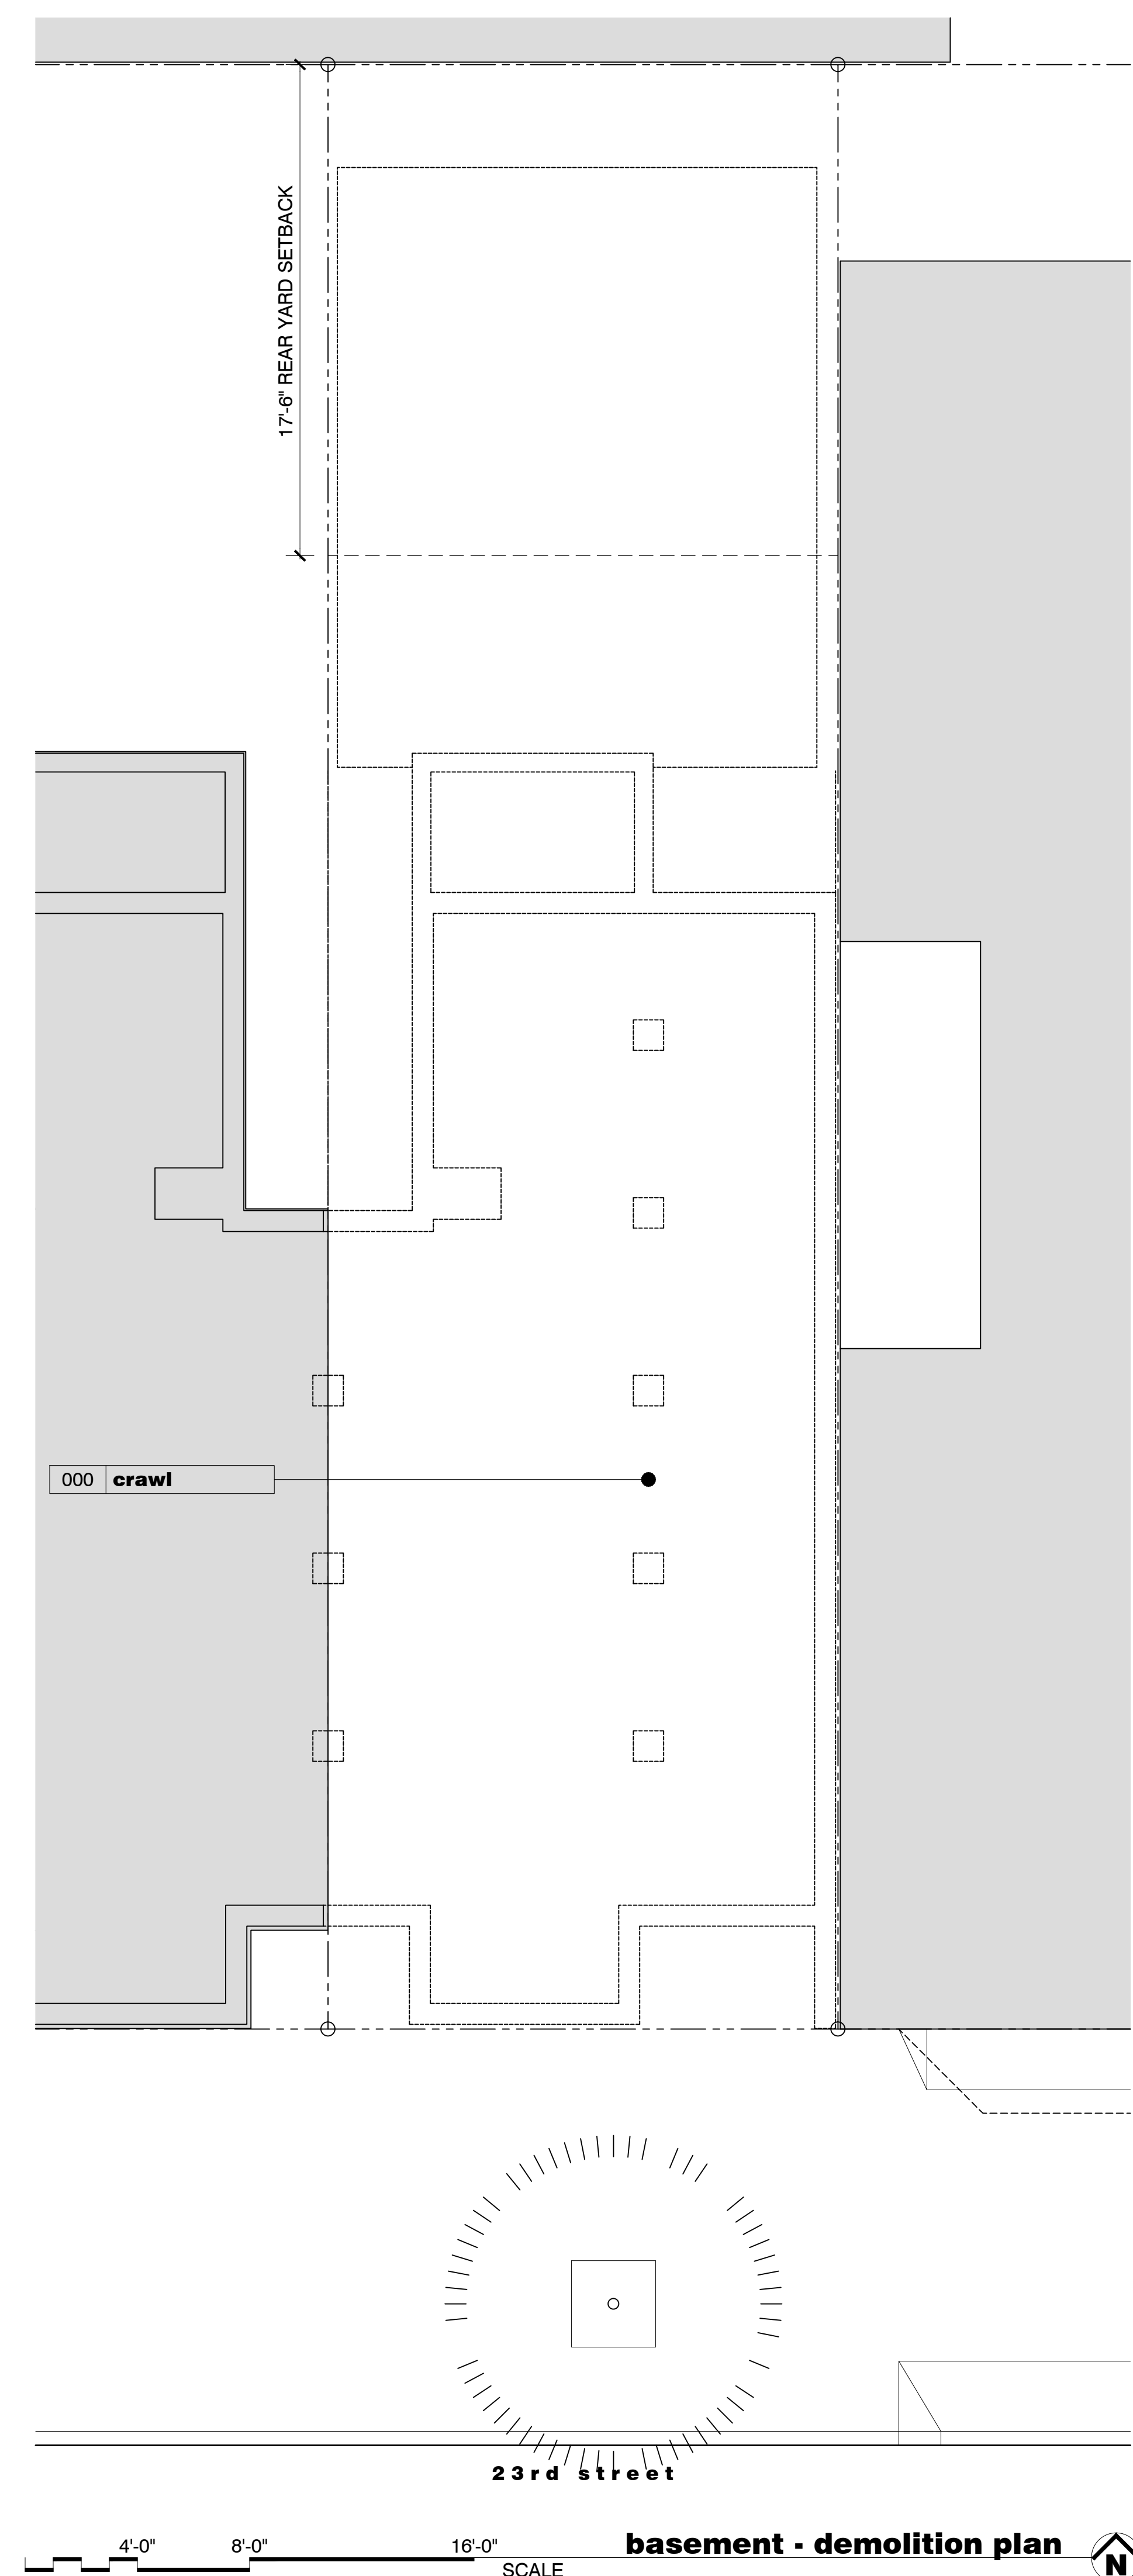 17'-6" REAR YARD SETBACK
000 crawl
23rd street
4'-0" 8'-0" 16'-0"
basement - demolition plan
SCALE
N